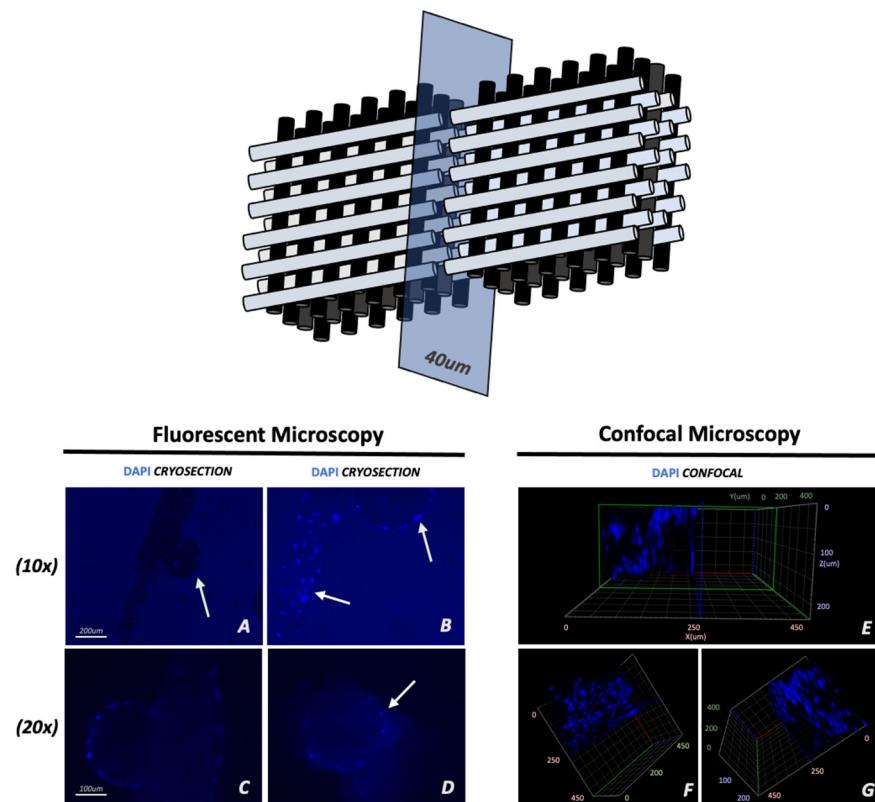 40um
Fluorescent Microscopy
Confocal Microscopy
DAPI CRYOSECTION
DAPI CRYOSECTION
DAPI CONFOCAL
(10x)
200um
A
B
Y(um) 0 200 400
0
100
Z(um)
200
0 250 450
X(um)
E
(20x)
100um
C
D
0
250
450
0
200
450
F
400
200
0
100
200
450
250
0
G